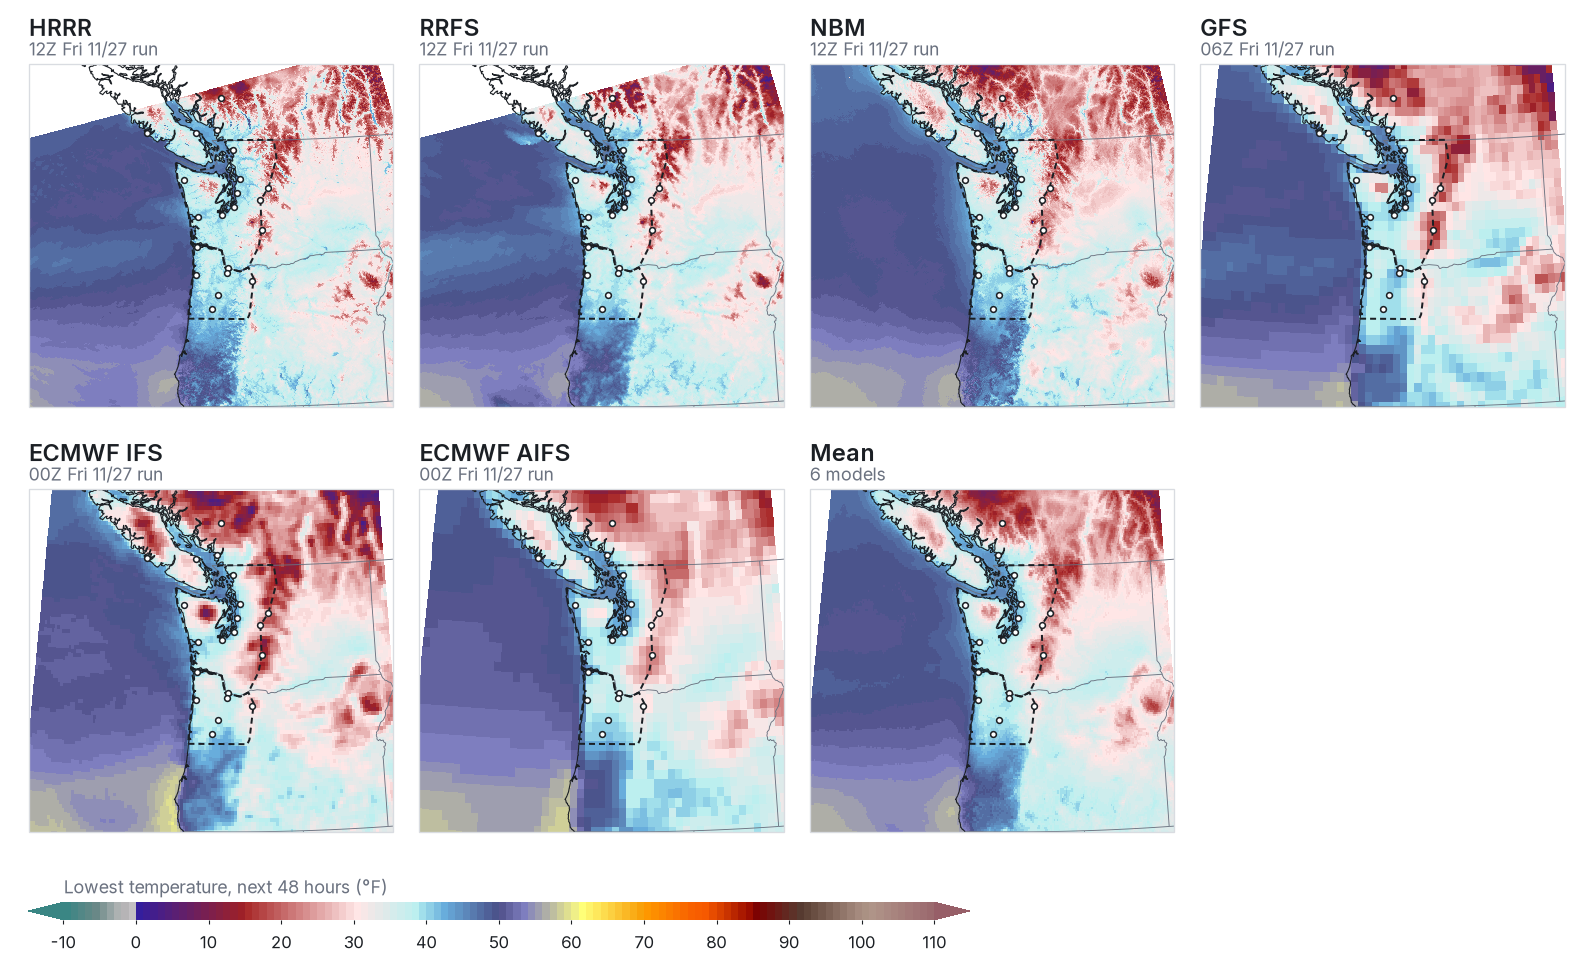 HRRR
12Z Fri 11/27 run
RRFS
12Z Fri 11/27 run
NBM
12Z Fri 11/27 run
GFS
06Z Fri 11/27 run
ECMWF IFS
00Z Fri 11/27 run
ECMWF AIFS
00Z Fri 11/27 run
Mean
6 models
Lowest temperature, next 48 hours (°F)
-10 0 10 20 30 40 50 60 70 80 90 100 110